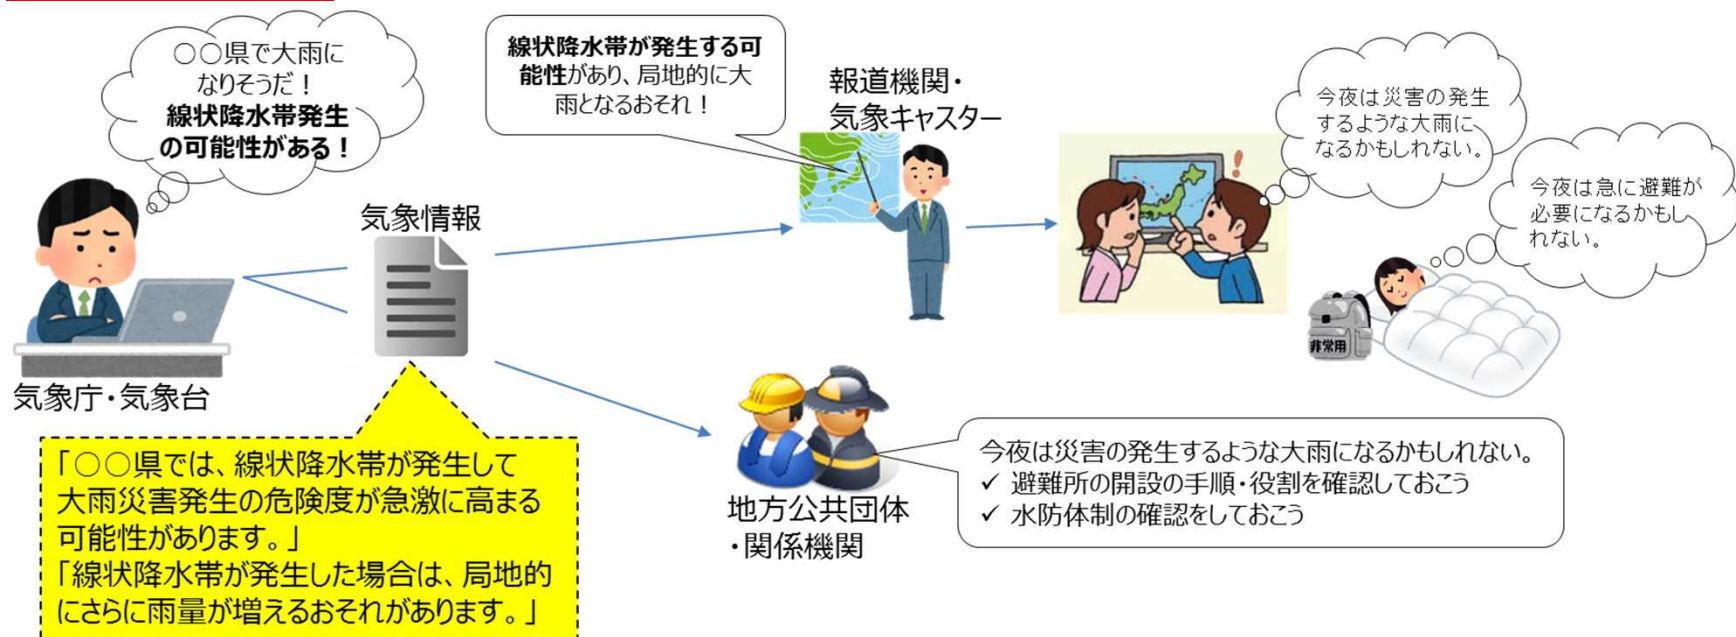 ○○県で大雨に
なりそうだ！
線状降水帯発生
の可能性がある！
気象庁・気象台
気象情報
「○○県では、線状降水帯が発生して
大雨災害発生の危険度が急激に高まる
可能性があります。」
「線状降水帯が発生した場合は、局地的
にさらに雨量が増えるおそれがあります。」
線状降水帯が発生する可
能性があり、局地的に大
雨となるおそれ！
報道機関・
気象キャスター
今夜は災害の発生
するような大雨に
なるかもしれない。
今夜は急に避難が
必要になるかもし
れない。
非常用
地方公共団体
・関係機関
今夜は災害の発生するような大雨になるかもしれない。
✓ 避難所の開設の手順・役割を確認しておこう
✓ 水防体制の確認をしておこう